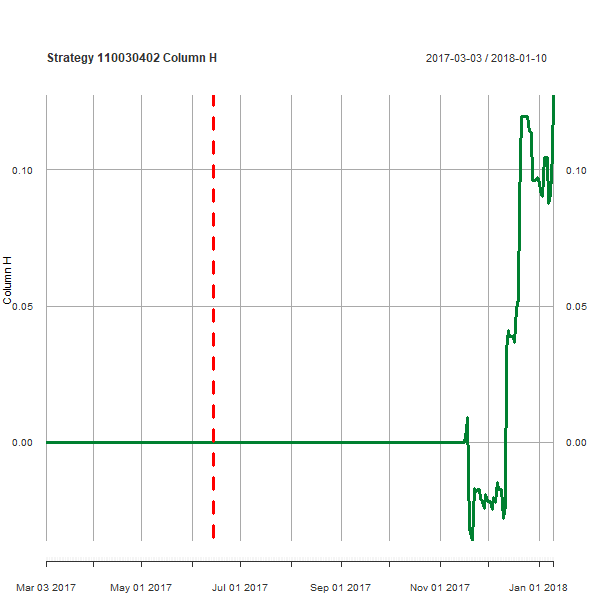 Strategy 110030402 Column H
2017-03-03 / 2018-01-10
Column H
0.10
0.10
0.05
0.05
0.00
0.00
Mar 03 2017
May 01 2017
Jul 01 2017
Sep 01 2017
Nov 01 2017
Jan 01 2018